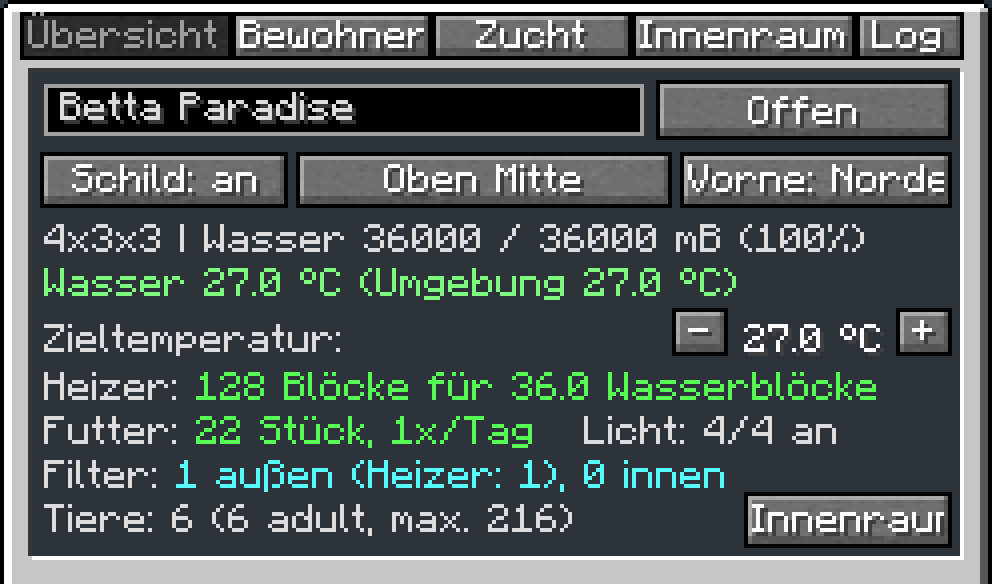 Übersicht Bewohner Zucht Innenraum Log
Betta Paradise Offen
Schild: an Oben Mitte Vorne: Norde
4x3x3 | Wasser 36000 / 36000 mB (100%)
Wasser 27.0 °C (Umgebung 27.0 °C)
Zieltemperatur: - 27.0 °C +
Heizer: 128 Blöcke für 36.0 Wasserblöcke
Futter: 22 Stück, 1x/Tag Licht: 4/4 an
Filter: 1 außen (Heizer: 1), 0 innen
Tiere: 6 (6 adult, max. 216) Innenraur